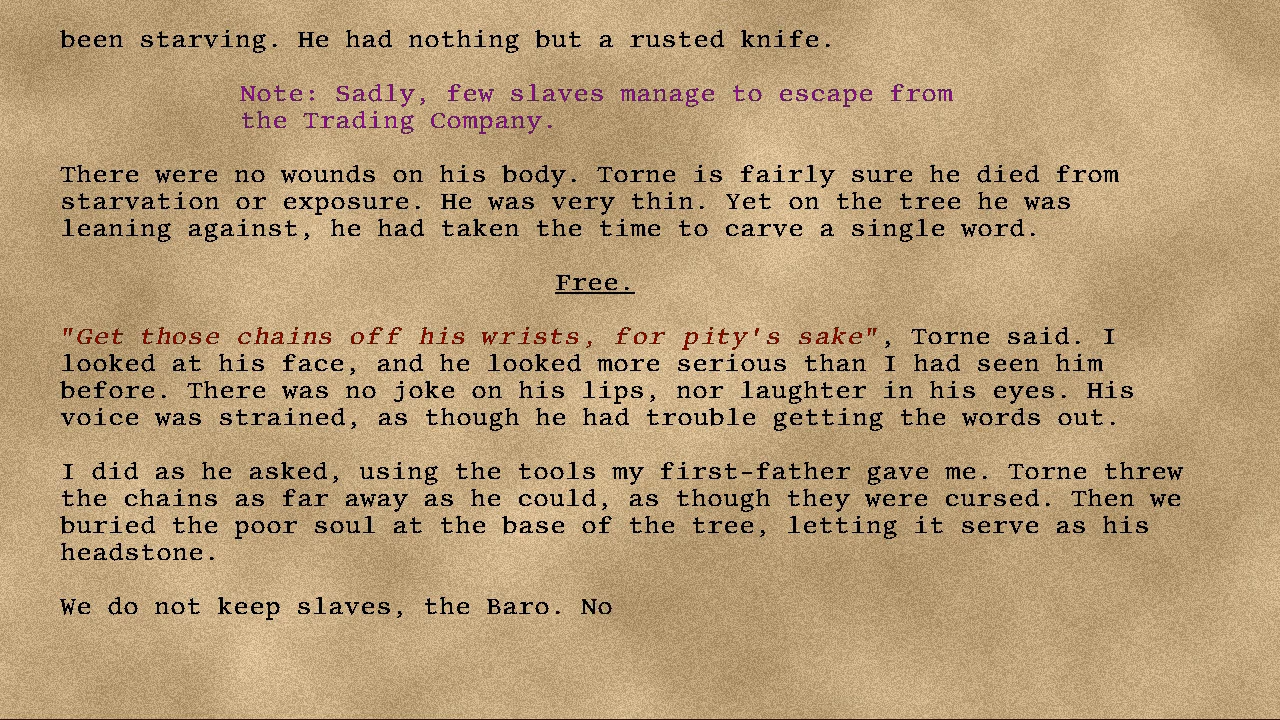 been starving. He had nothing but a rusted knife.
Note: Sadly, few slaves manage to escape from
the Trading Company.
There were no wounds on his body. Torne is fairly sure he died from
starvation or exposure. He was very thin. Yet on the tree he was
leaning against, he had taken the time to carve a single word.
Free.
"Get those chains off his wrists, for pity's sake", Torne said. I
looked at his face, and he looked more serious than I had seen him
before. There was no joke on his lips, nor laughter in his eyes. His
voice was strained, as though he had trouble getting the words out.
I did as he asked, using the tools my first-father gave me. Torne threw
the chains as far away as he could, as though they were cursed. Then we
buried the poor soul at the base of the tree, letting it serve as his
headstone.
We do not keep slaves, the Baro. No